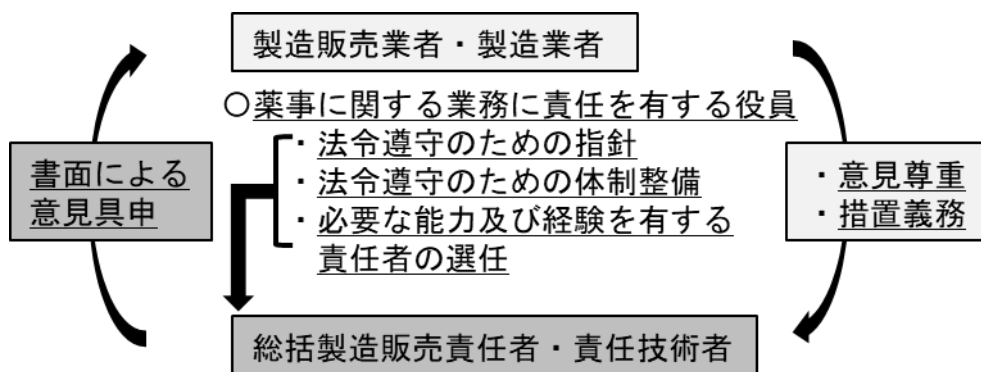 製造販売業者・製造業者
〇薬事に関する業務に責任を有する役員
・法令遵守のための指針
・法令遵守のための体制整備
・必要な能力及び経験を有する
責任者の選任
書面による
意見具申
・意見尊重
・措置義務
総括製造販売責任者・責任技術者